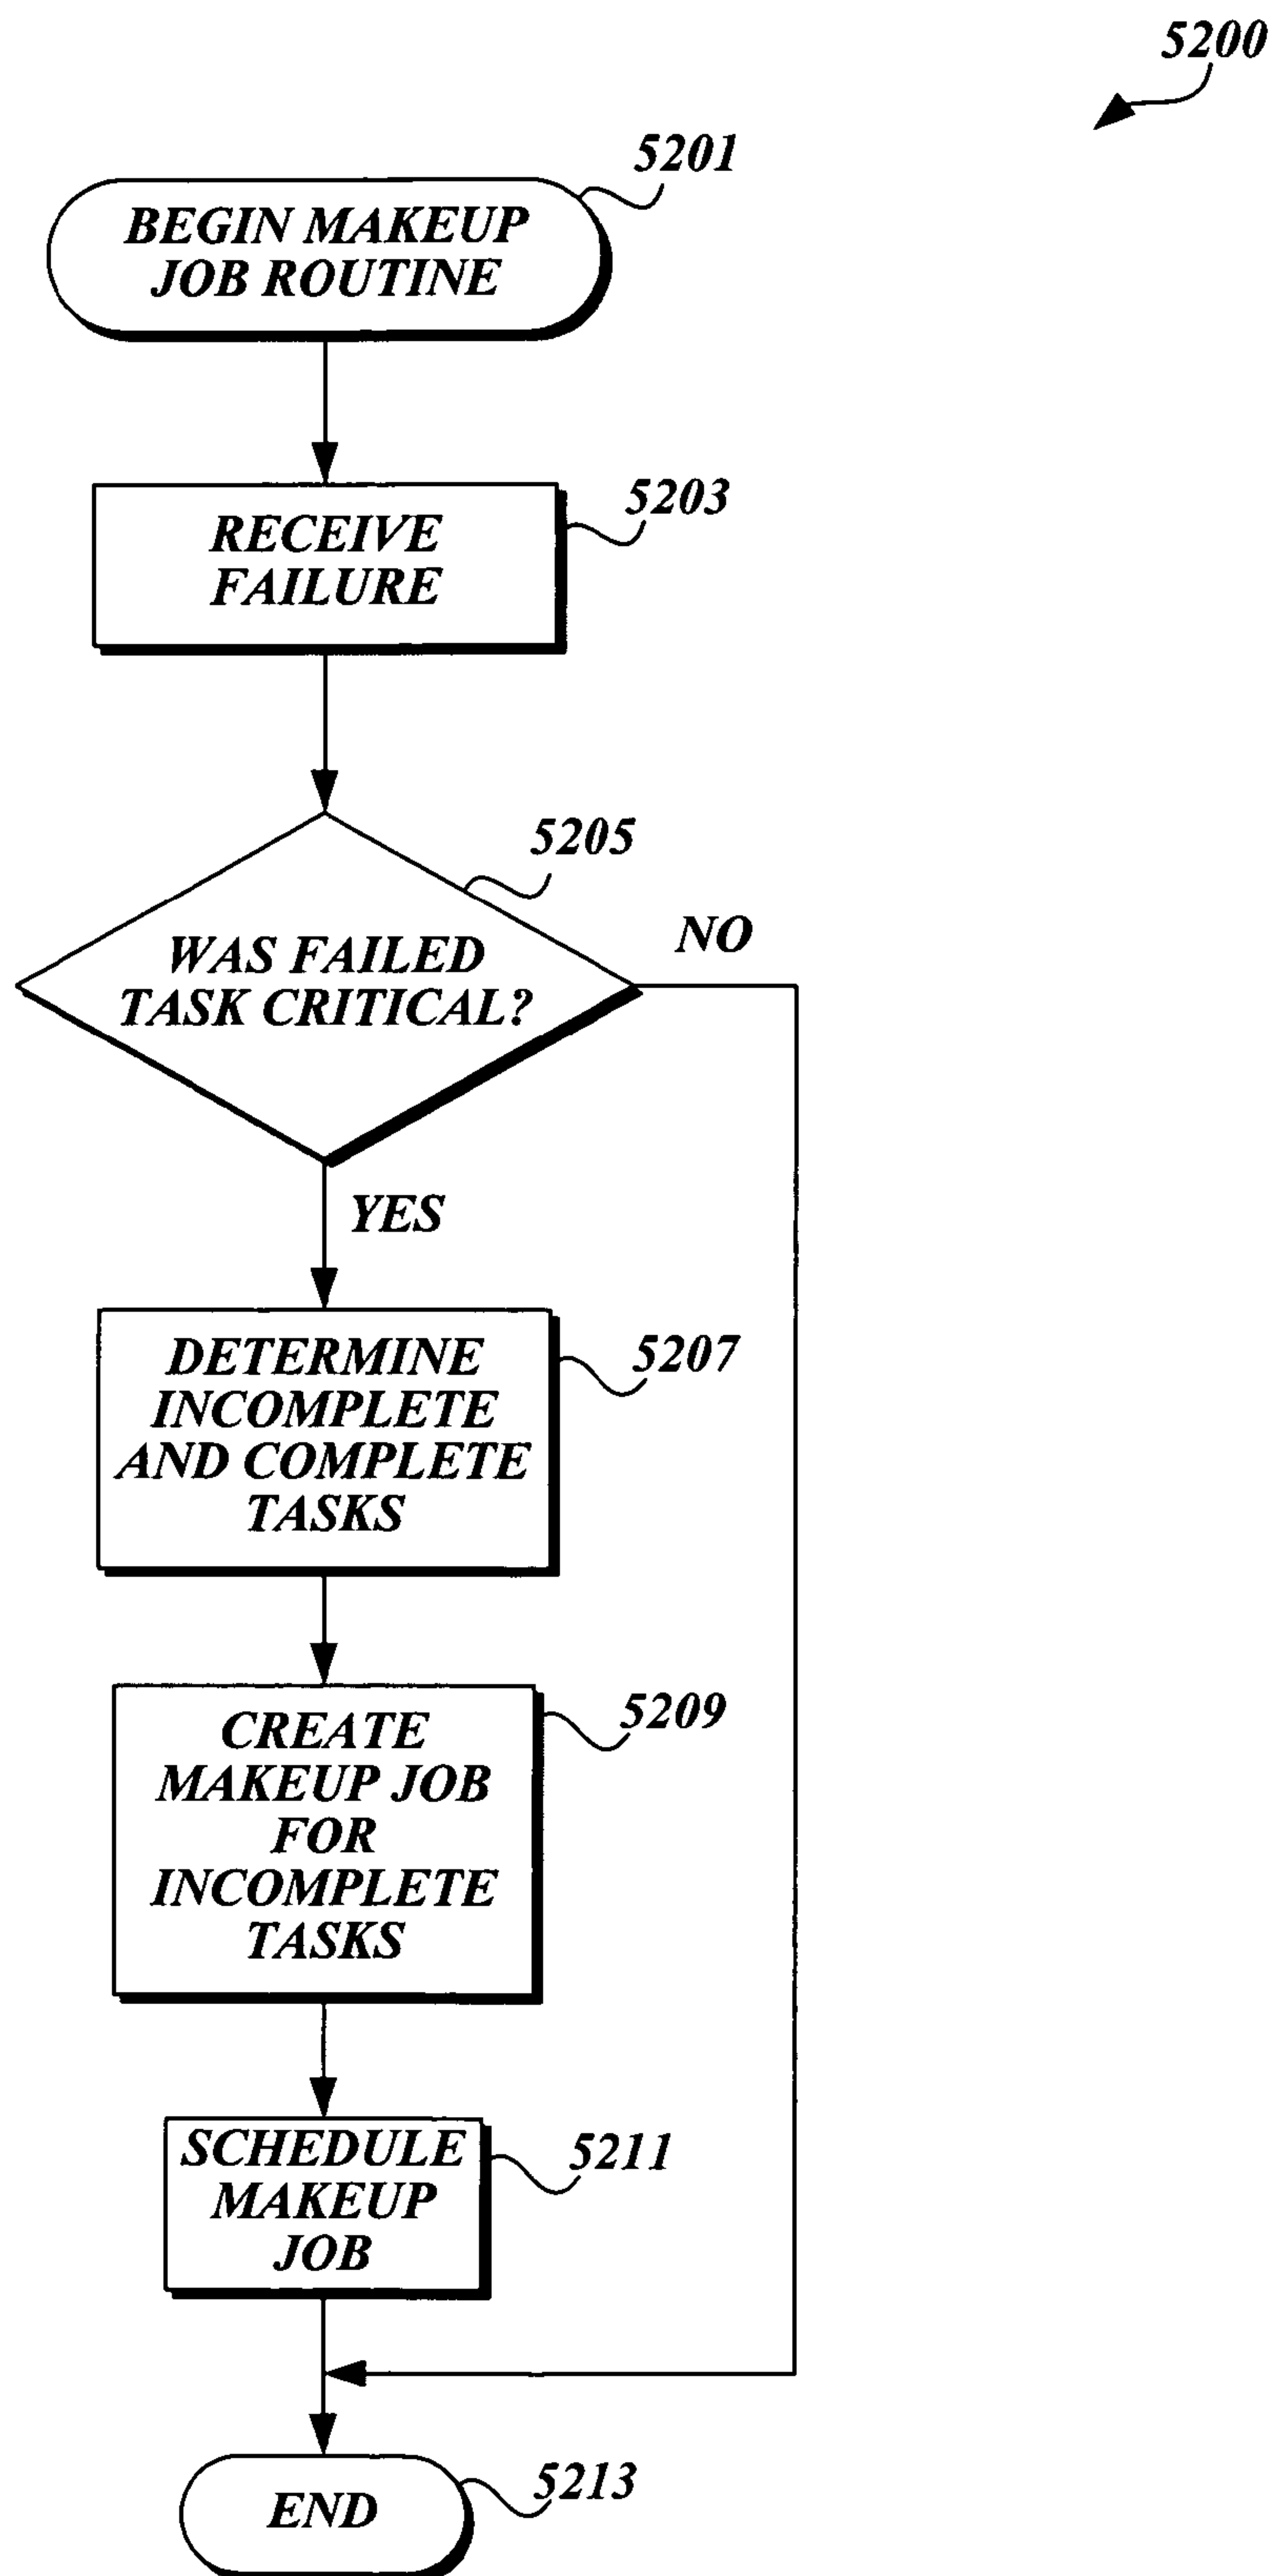 5200
5201
BEGIN MAKEUP
JOB ROUTINE
5203
RECEIVE
FAILURE
5205
WAS FAILED
TASK CRITICAL?
NO
YES
5207
DETERMINE
INCOMPLETE
AND COMPLETE
TASKS
5209
CREATE
MAKEUP JOB
FOR
INCOMPLETE
TASKS
5211
SCHEDULE
MAKEUP
JOB
5213
END